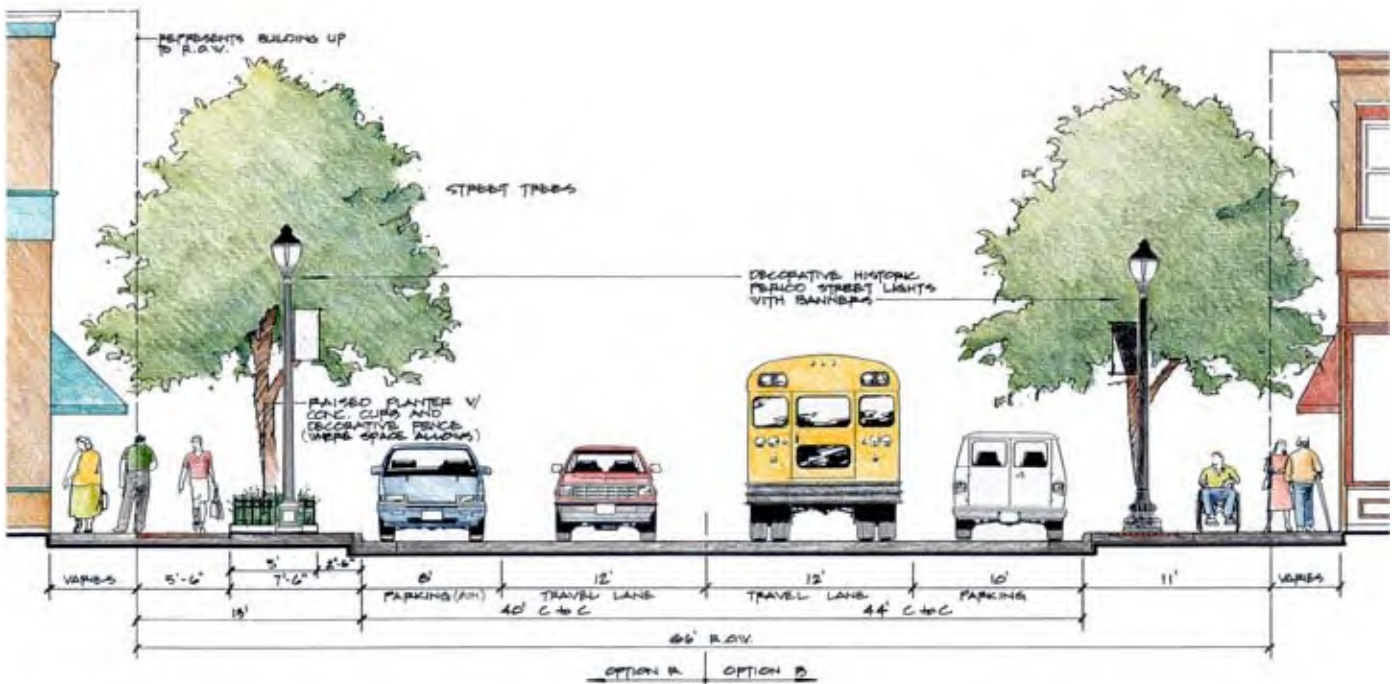 REPRESENTS BUILDING UP
TO R.O.W.
STREET TREES
DECORATIVE HISTORIC
PERIOD STREET LIGHTS
WITH BANNERS
RAISED PLANTER W/
CONC. CURB AND
DECORATIVE FENCE
(WHERE SPACE ALLOWS)
5' 2'-6"
VARIES 5'-6" 7'-6" 8' 12' 12' 10' 11' VARIES
PARKING (MIN) TRAVEL LANE TRAVEL LANE PARKING
13' 40' C to C 44' C to C
66' R.O.W.
OPTION A OPTION B